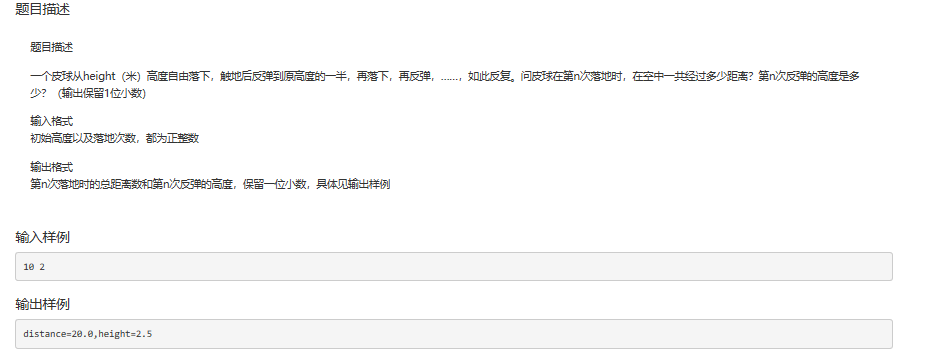 题目描述
题目描述
一个皮球从height（米）高度自由落下，触地后反弹到原高度的一半，再落下，再反弹，……，如此反复。问皮球在第n次落地时，在空中一共经过多少距离？第n次反弹的高度是多
少？（输出保留1位小数）
输入格式
初始高度以及落地次数，都为正整数
输出格式
第n次落地时的总距离数和第n次反弹的高度，保留一位小数，具体见输出样例
输入样例
10 2
输出样例
distance=20.0,height=2.5